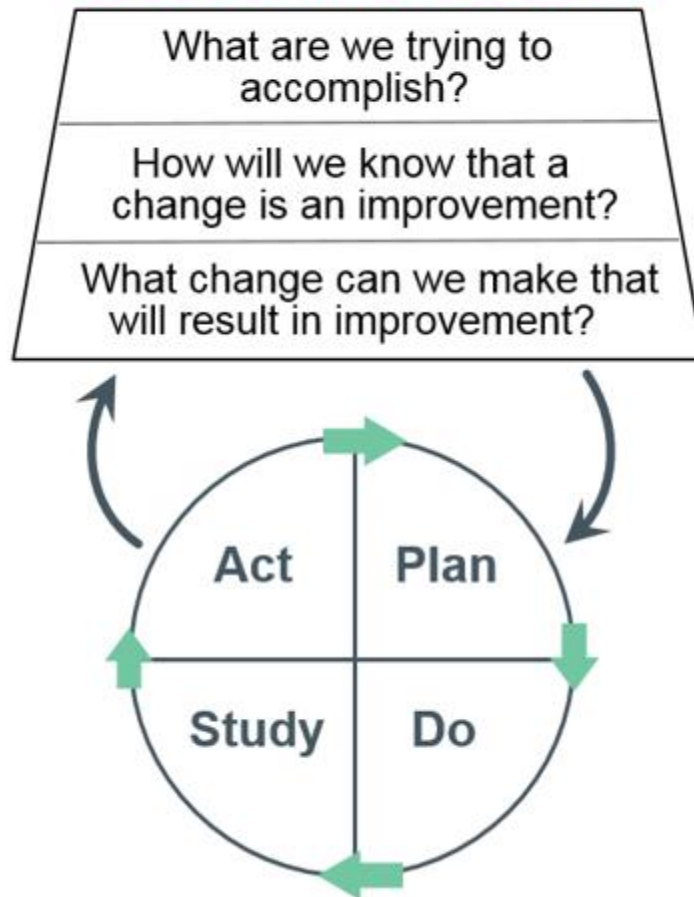 What are we trying to
accomplish?
How will we know that a
change is an improvement?
What change can we make that
will result in improvement?
Act
Plan
Study
Do